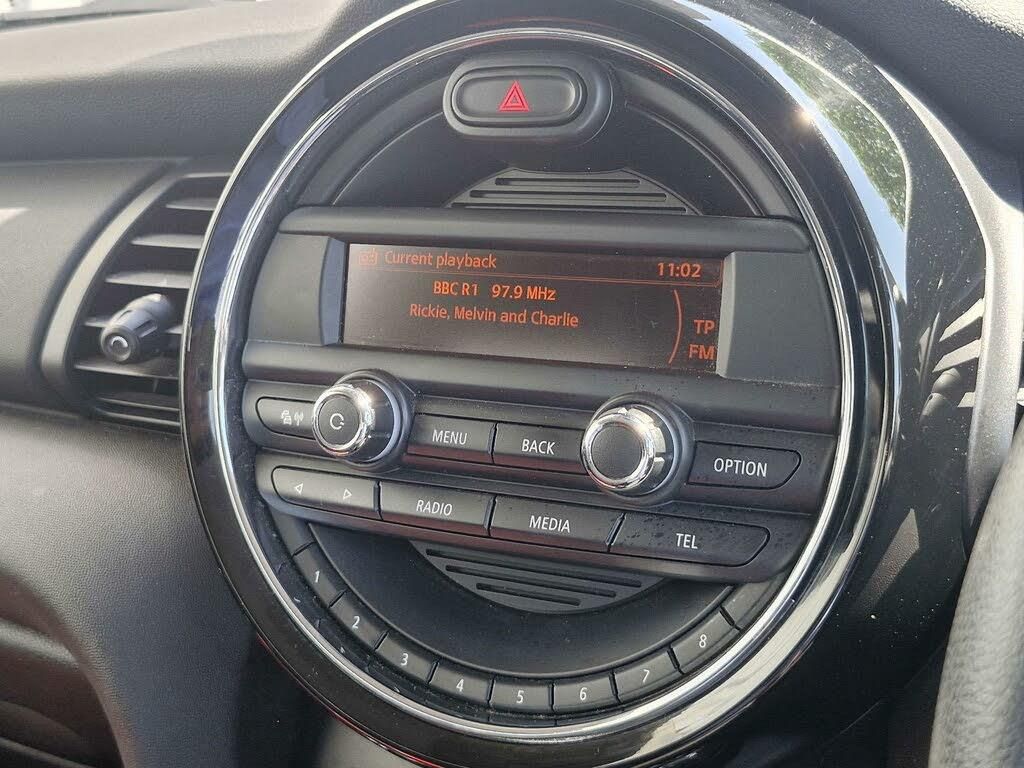 Current playback 11:02
BBC R1 97.9 MHz
Rickie, Melvin and Charlie
TP
FM
MENU BACK OPTION
RADIO MEDIA TEL
1 2 3 4 5 6 7 8